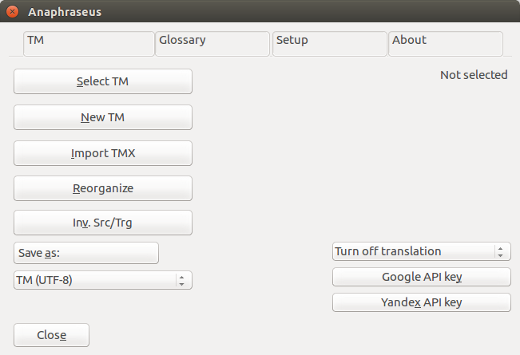 Anaphraseus
TM Glossary Setup About
Select TM Not selected
New TM
Import TMX
Reorganize
Inv. Src/Trg
Save as: Turn off translation
TM (UTF-8) Google API key
Yandex API key
Close